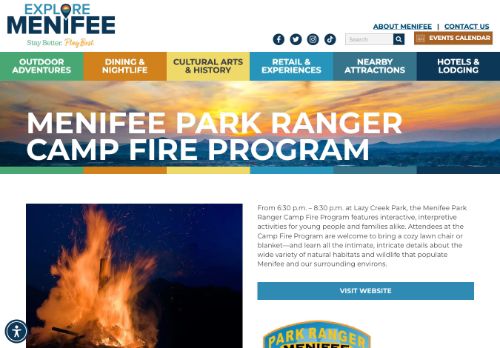 EXPLORE
MENIFEE
Stay Better. Play Best.
ABOUT MENIFEE | CONTACT US
Search
EVENTS CALENDAR
OUTDOOR ADVENTURES
DINING & NIGHTLIFE
CULTURAL ARTS & HISTORY
RETAIL & EXPERIENCES
NEARBY ATTRACTIONS
HOTELS & LODGING
MENIFEE PARK RANGER
CAMP FIRE PROGRAM
From 6:30 p.m. – 8:30 p.m. at Lazy Creek Park, the Menifee Park
Ranger Camp Fire Program features interactive, interpretive
activities for young people and families alike. Attendees at the
Camp Fire Program are welcome to bring a cozy lawn chair or
blanket—and learn all the intimate, intricate details about the
wide variety of natural habitats and wildlife that populate
Menifee and our surrounding environs.
VISIT WEBSITE
PARK RANGER
MENIFEE